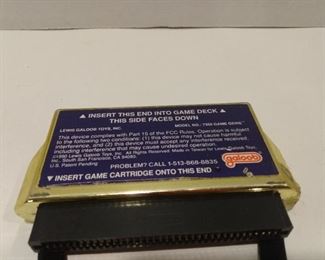 ▲ INSERT THIS END INTO GAME DECK ▲
THIS SIDE FACES DOWN
LEWIS GALOOB TOYS, INC. MODEL NO.: 7356 GAME GENIE
This device complies with Part 15 of the FCC Rules. Operation is subject
to the following two conditions: (1) this device may not cause harmful
interference, and (2) this device must accept any interference received
including interference that may cause undesired operation.
©1990 Lewis Galoob Toys, Inc. All Rights Reserved. Made in Taiwan for Lewis Galoob Toys,
Inc. South San Francisco, CA 94080.
U.S. Patent Pending.
galoob
PROBLEM? CALL 1-513-868-8835
▼ INSERT GAME CARTRIDGE ONTO THIS END ▼